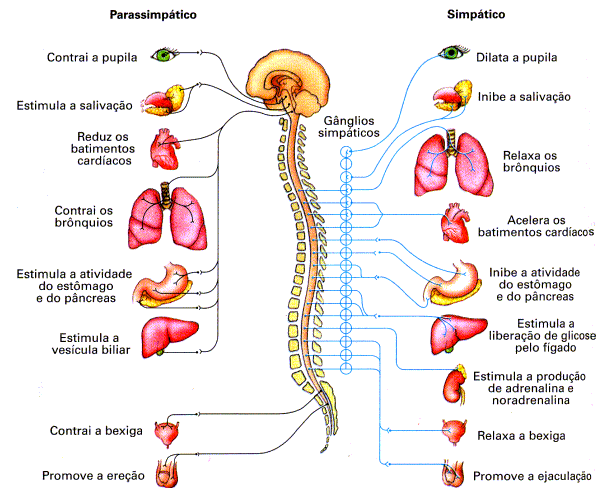 Parassimpático
Contrai a pupila
Estimula a salivação
Reduz os
batimentos
cardíacos
Contrai os
brônquios
Estimula a atividade
do estômago
e do pâncreas
Estimula a
vesícula biliar
Contrai a bexiga
Promove a ereção
Gânglios
simpáticos
Simpático
Dilata a pupila
Inibe a salivação
Relaxa os
brônquios
Acelera os
batimentos cardíacos
Inibe a atividade
do estômago
e do pâncreas
Estimula a
liberação de glicose
pelo fígado
Estimula a produção
de adrenalina e
noradrenalina
Relaxa a bexiga
Promove a ejaculação